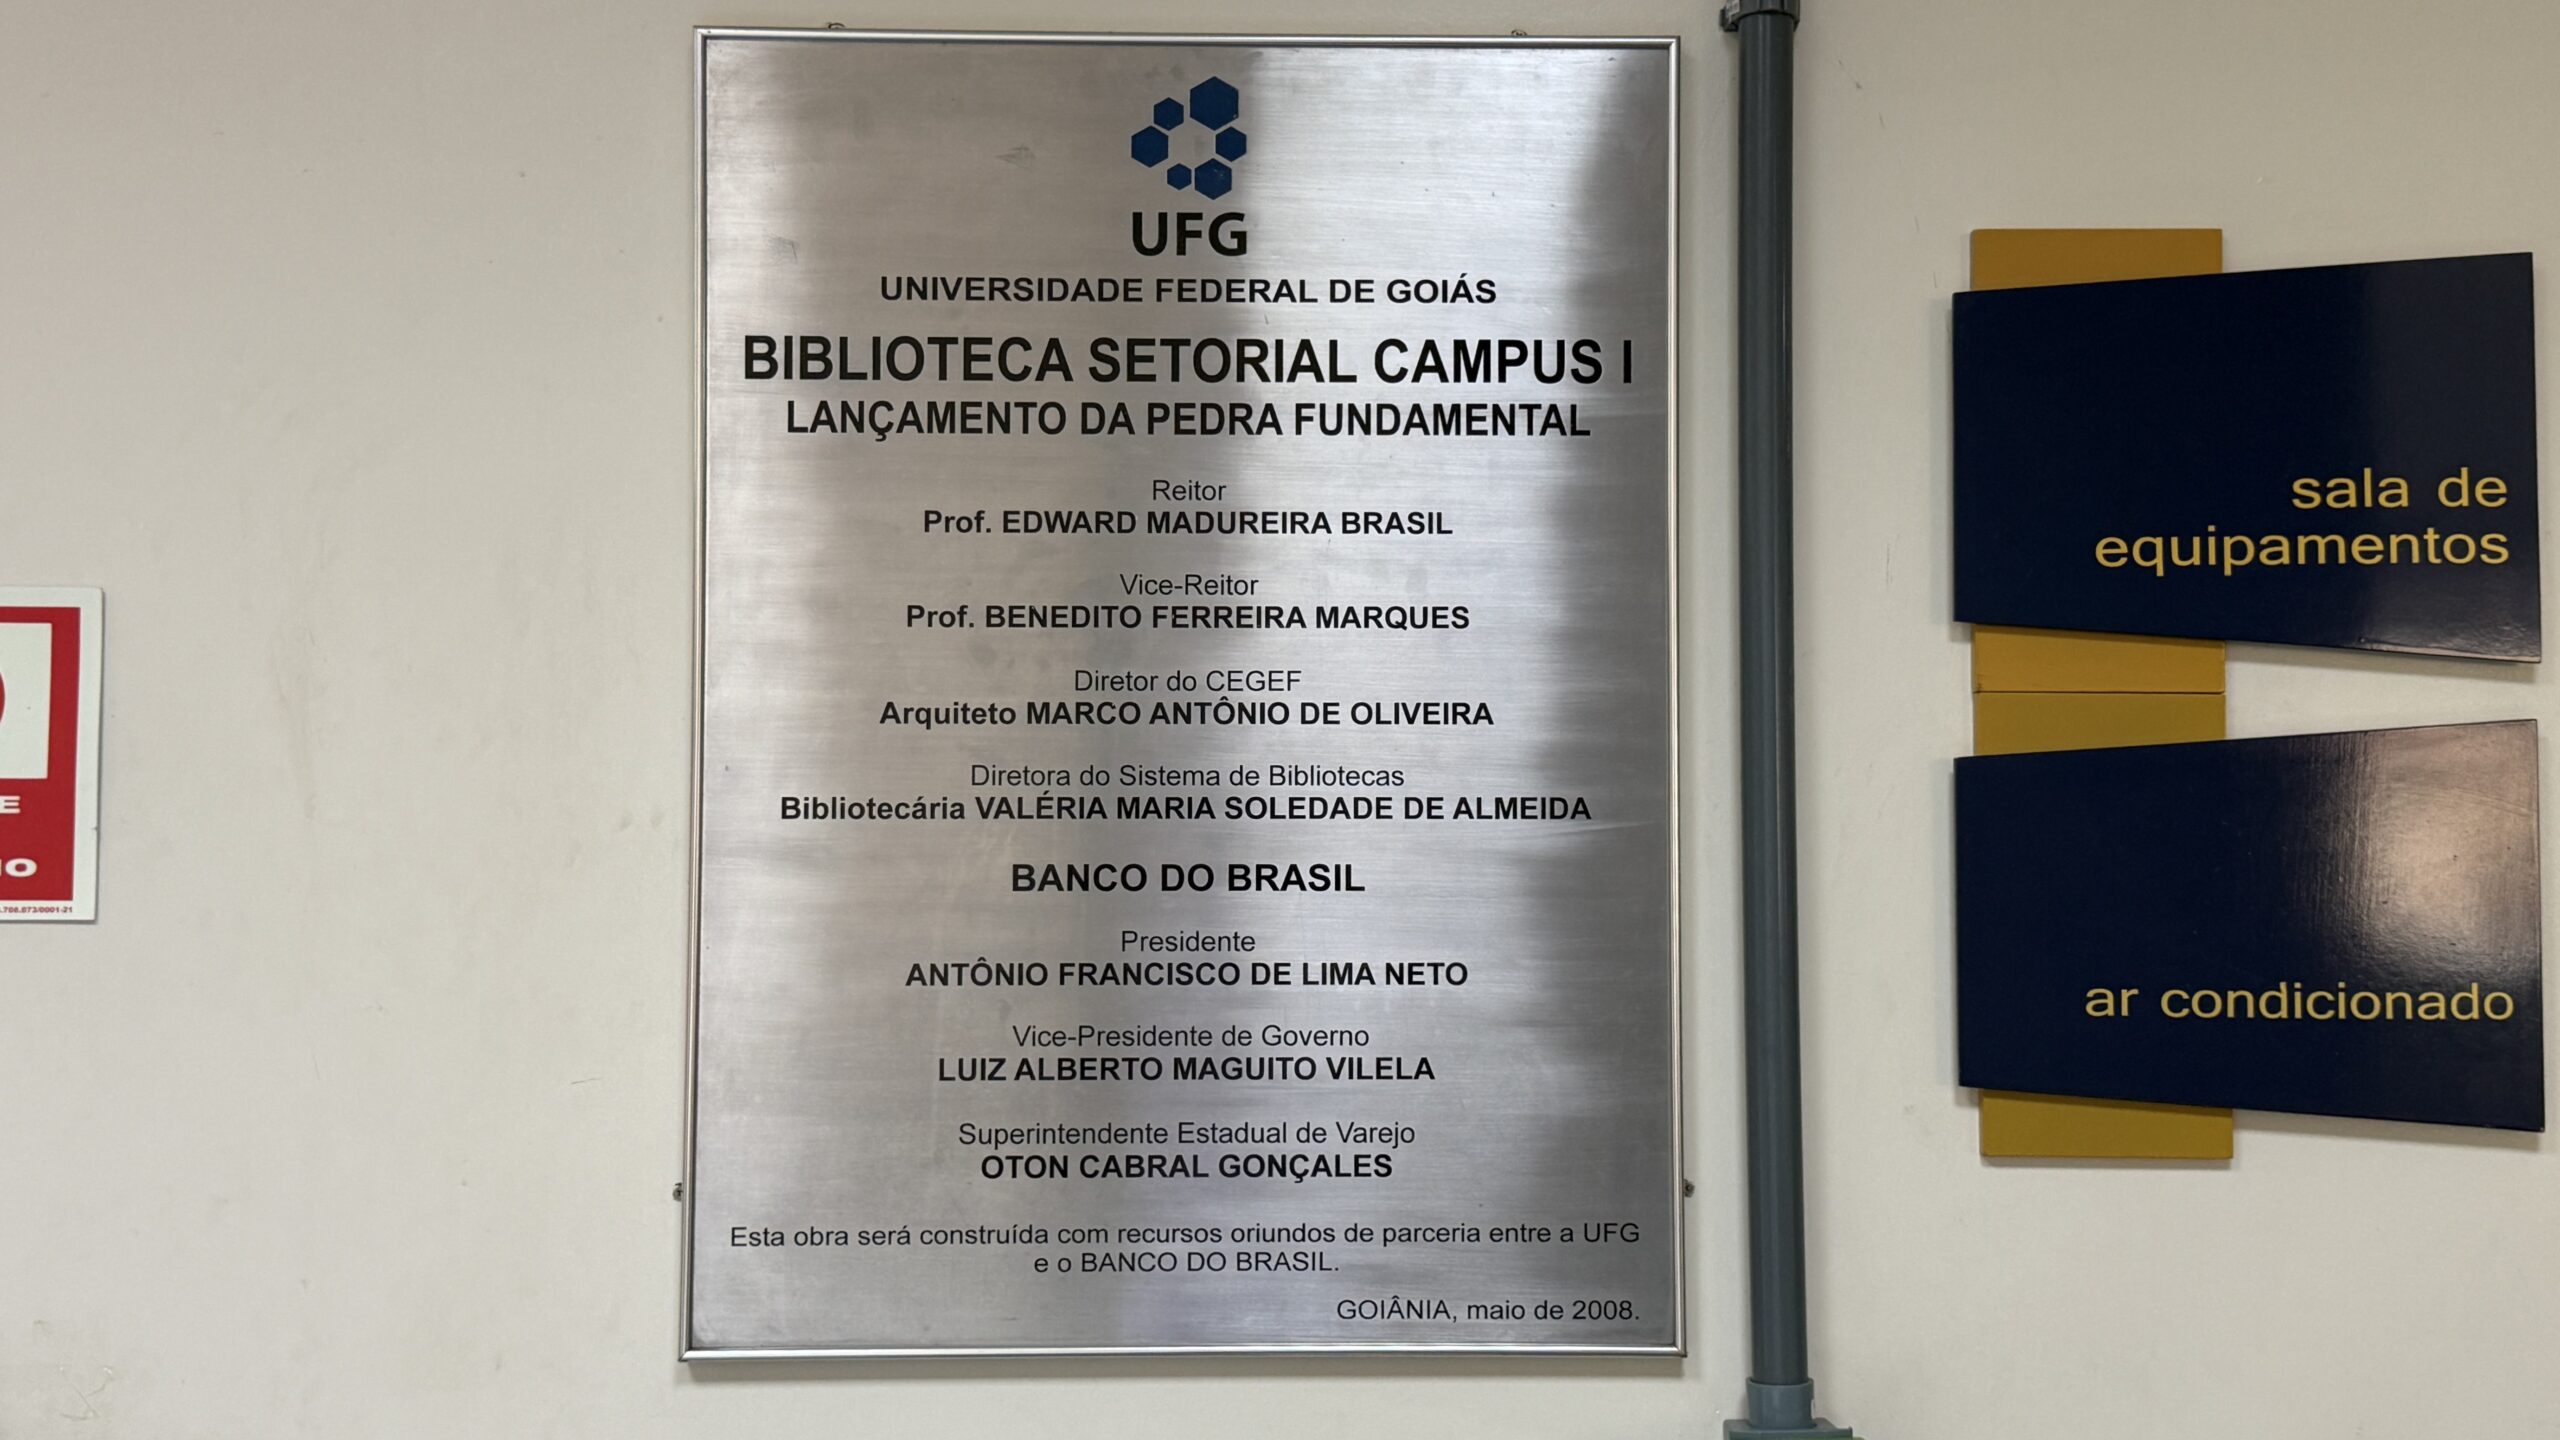 UFG
UNIVERSIDADE FEDERAL DE GOIÁS
BIBLIOTECA SETORIAL CAMPUS I
LANÇAMENTO DA PEDRA FUNDAMENTAL
Reitor
Prof. EDWARD MADUREIRA BRASIL
Vice-Reitor
Prof. BENEDITO FERREIRA MARQUES
Diretor do CEGEF
Arquiteto MARCO ANTÔNIO DE OLIVEIRA
Diretora do Sistema de Bibliotecas
Bibliotecária VALÉRIA MARIA SOLEDADE DE ALMEIDA
BANCO DO BRASIL
Presidente
ANTÔNIO FRANCISCO DE LIMA NETO
Vice-Presidente de Governo
LUIZ ALBERTO MAGUITO VILELA
Superintendente Estadual de Varejo
OTON CABRAL GONÇALES
Esta obra será construída com recursos oriundos de parceria entre a UFG
e o BANCO DO BRASIL.
GOIÂNIA, maio de 2008.
sala de
equipamentos
ar condicionado